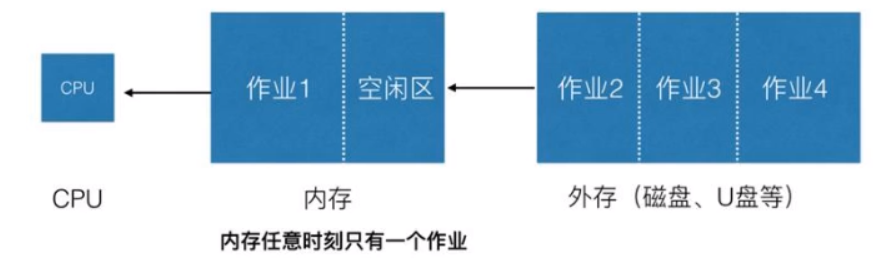 CPU
作业1
空闲区
作业2
作业3
作业4
CPU
内存
外存（磁盘、U盘等）
内存任意时刻只有一个作业